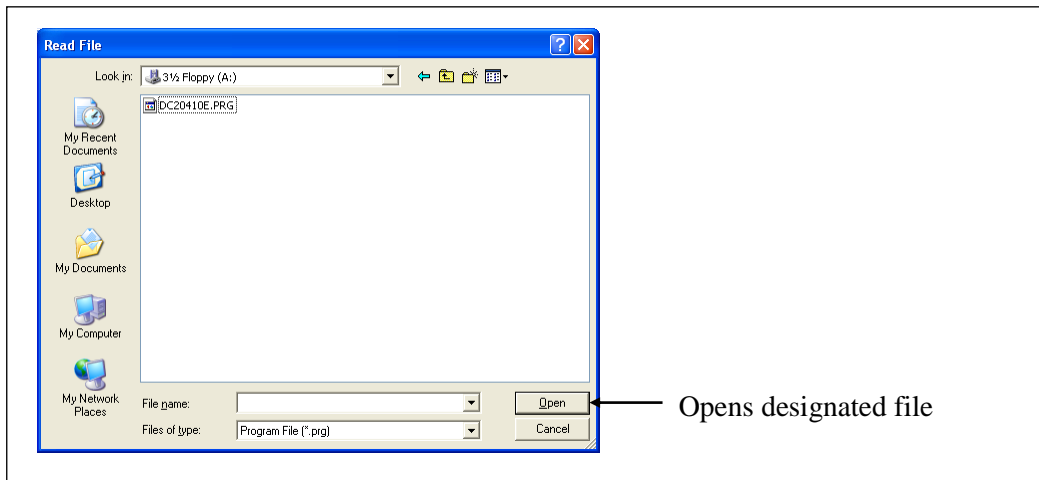 Read File
Look in: 3½ Floppy (A:)
DC20410E.PRG
My Recent
Documents
Desktop
My Documents
My Computer
My Network
Places
File name:
Open
Opens designated file
Files of type: Program File (*.prg)
Cancel